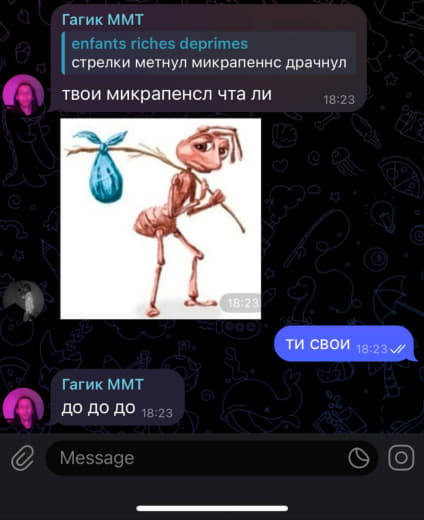 Гагик ММТ
enfants riches deprimes
стрелки метнул микрапеннс драчнул
твои микрапенсл чта ли
18:23
18:23
ти свои 18:23
Гагик ММТ
до до до 18:23
Message